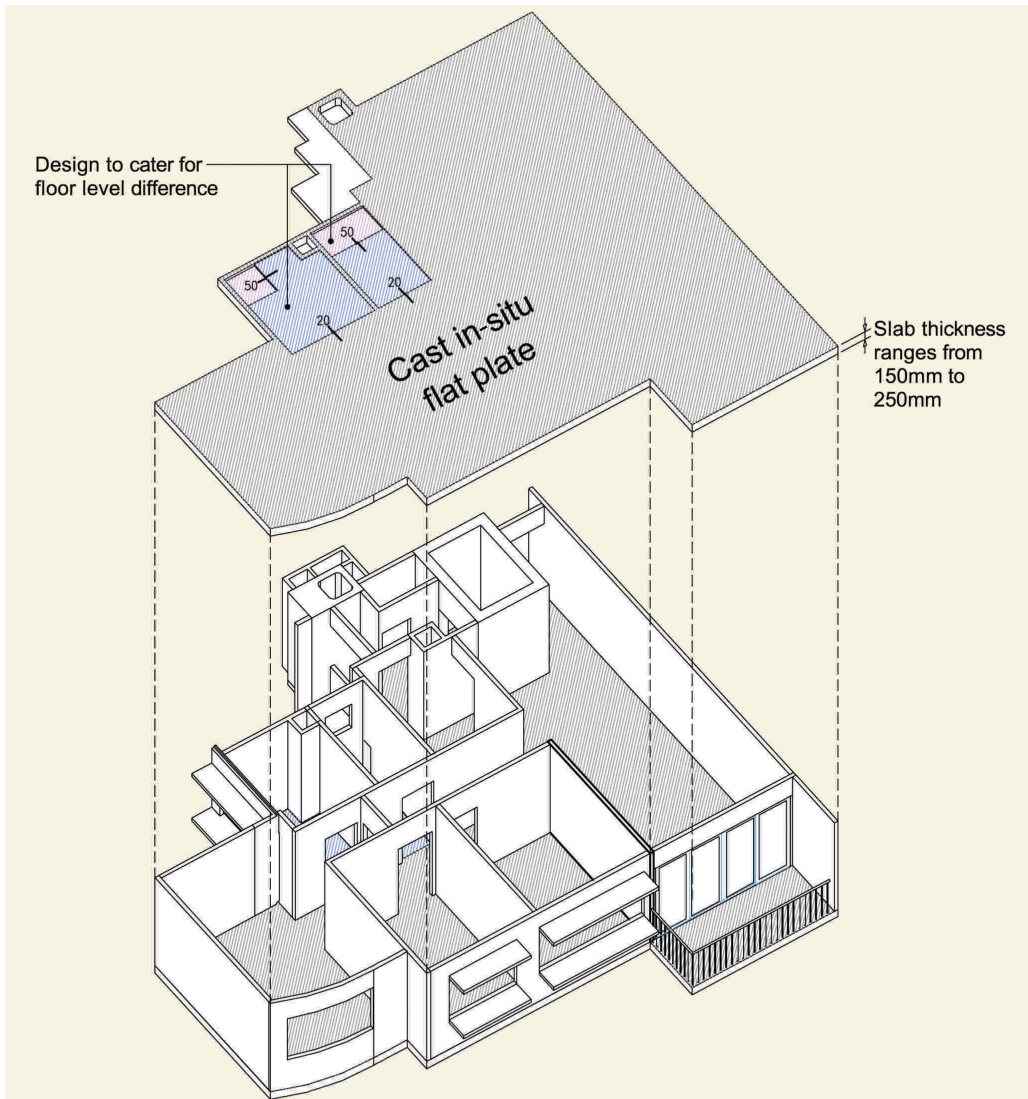 Design to cater for
floor level difference
50
50
20
20
Cast in-situ
flat plate
Slab thickness
ranges from
150mm to
250mm